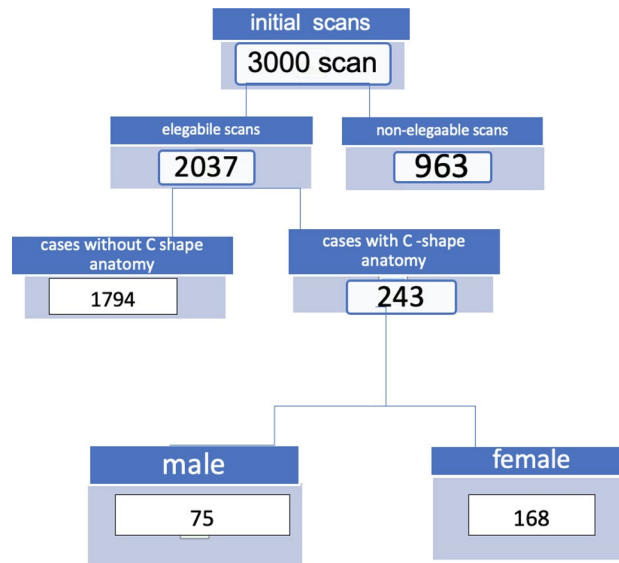 initial scans
3000 scan
elegabile scans
2037
non-elegaable scans
963
cases without C shape
anatomy
1794
cases with C -shape
anatomy
243
male
75
female
168